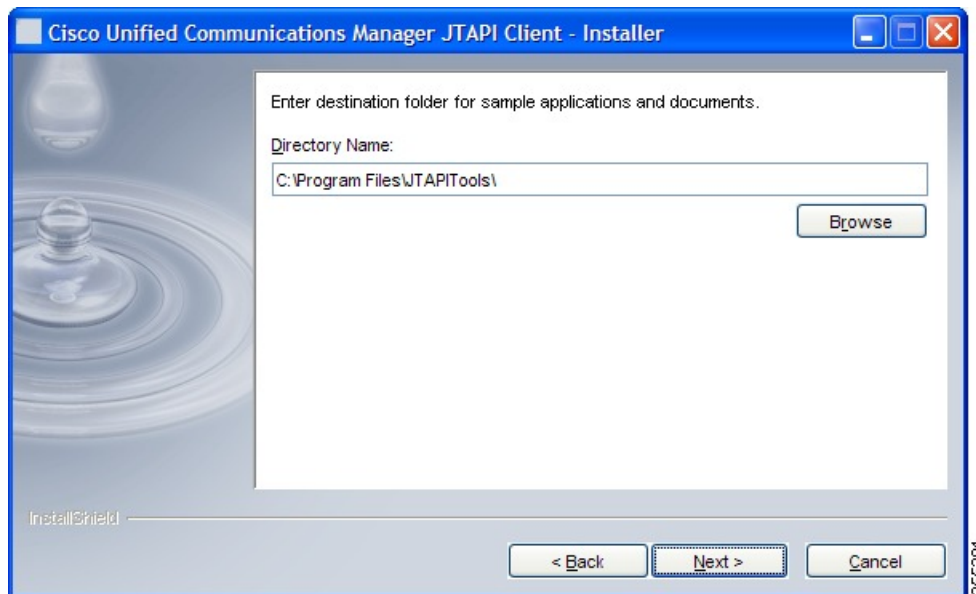 Cisco Unified Communications Manager JTAPI Client - Installer
Enter destination folder for sample applications and documents.
Directory Name:
C:\Program Files\JTAPITools\
Browse
InstallShield
< Back
Next >
Cancel